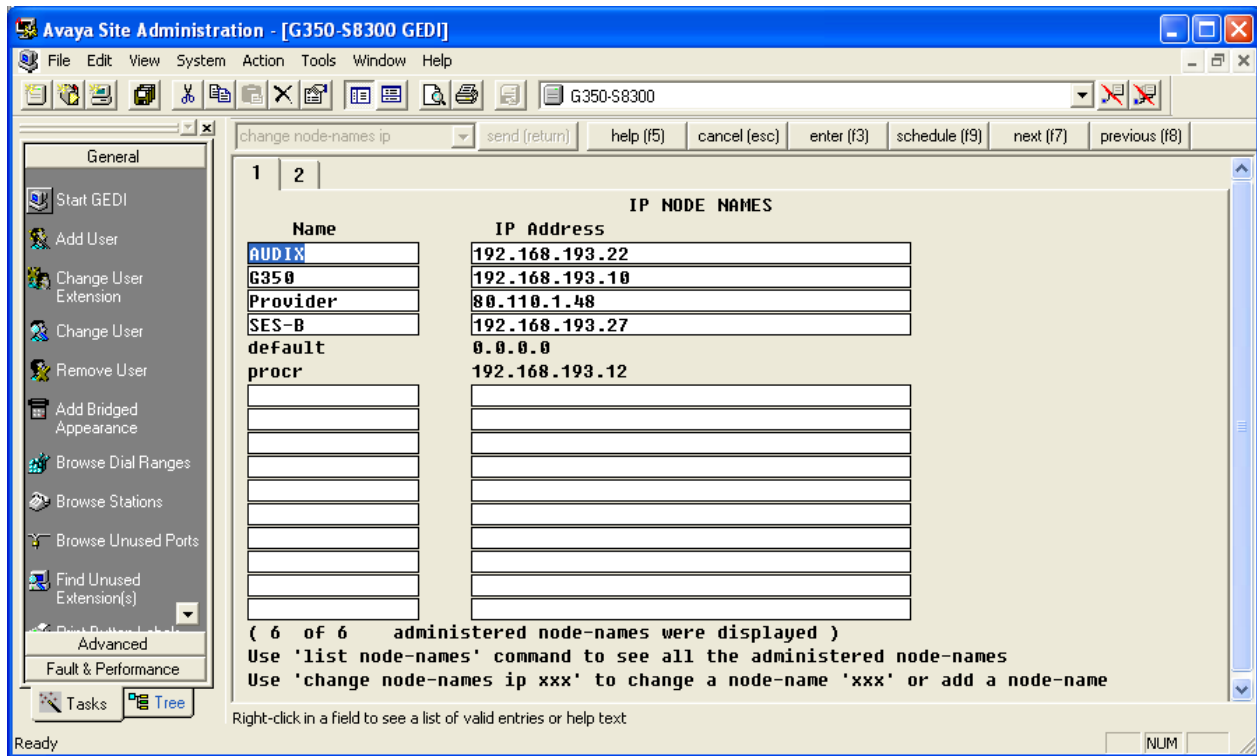 Avaya Site Administration - [G350-S8300 GEDI]
File Edit View System Action Tools Window Help
G350-S8300
change node-names ip send (return) help (f5) cancel (esc) enter (f3) schedule (f9) next (f7) previous (f8)
General
Start GEDI
Add User
Change User
Extension
Change User
Remove User
Add Bridged
Appearance
Browse Dial Ranges
Browse Stations
Browse Unused Ports
Find Unused
Extension(s)
Print Button Labels
Advanced
Fault & Performance
Tasks Tree
1 2
IP NODE NAMES
Name IP Address
AUDIX 192.168.193.22
G350 192.168.193.10
Provider 80.110.1.48
SES-B 192.168.193.27
default 0.0.0.0
procr 192.168.193.12
( 6 of 6 administered node-names were displayed )
Use 'list node-names' command to see all the administered node-names
Use 'change node-names ip xxx' to change a node-name 'xxx' or add a node-name
Right-click in a field to see a list of valid entries or help text
Ready NUM